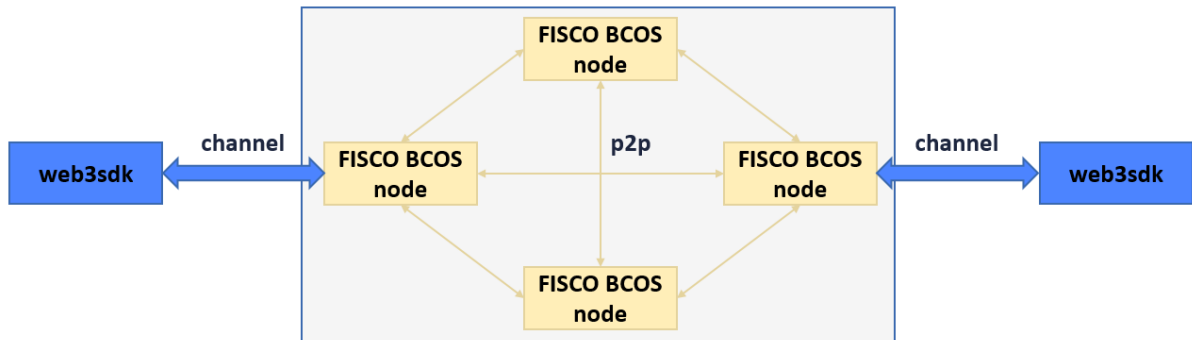 FISCO BCOS
node
channel
p2p
channel
web3sdk
FISCO BCOS
node
FISCO BCOS
node
web3sdk
FISCO BCOS
node